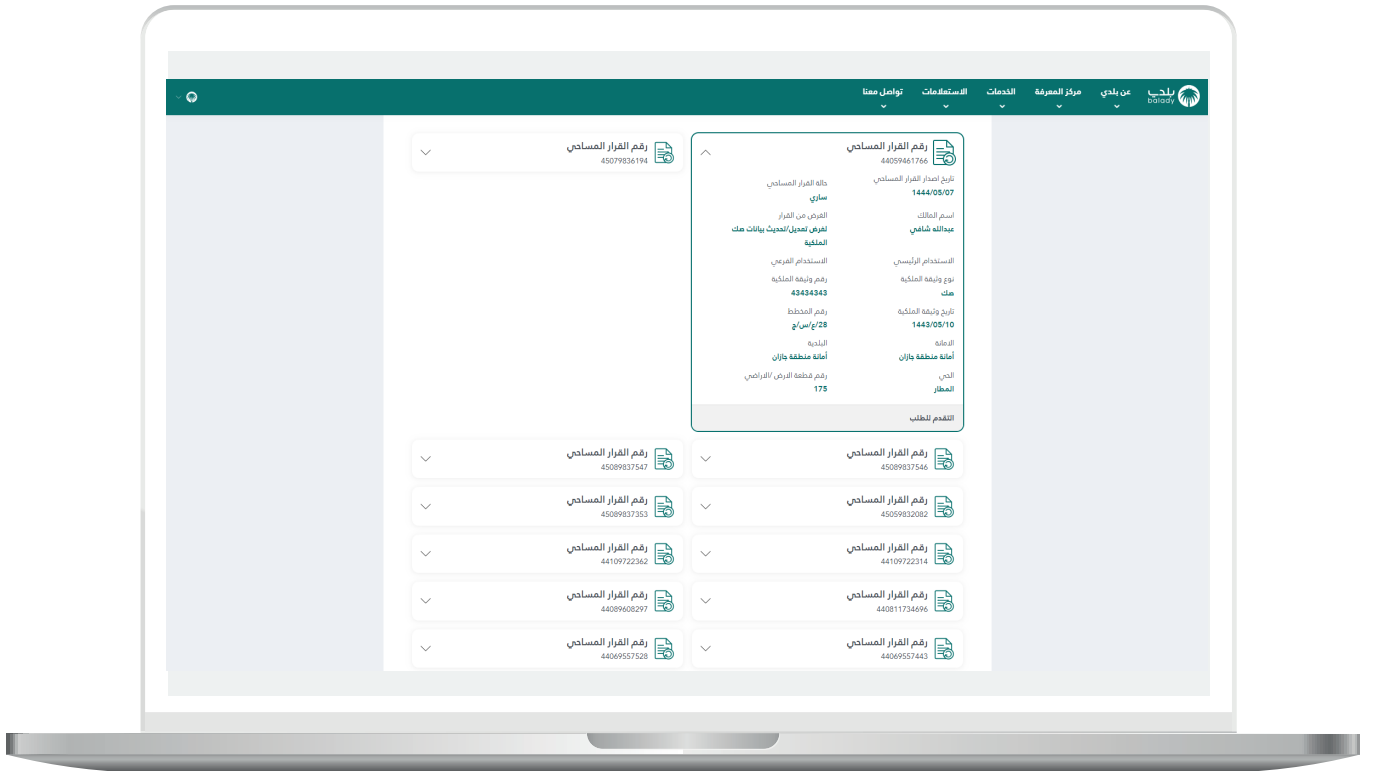 بلدي
balady
عن بلدي
مركز المعرفة
الخدمات
الاستعلامات
تواصل معنا
رقم القرار المساحي
44059461766
تاريخ اصدار القرار المساحي
1444/05/07
حالة القرار المساحي
ساري
اسم المالك
عبدالله شافي
الغرض من القرار
لغرض تعديل/تحديث بيانات صك
الملكية
الاستخدام الرئيسي
الاستخدام الفرعي
نوع وثيقة الملكية
صك
رقم وثيقة الملكية
43434343
تاريخ وثيقة الملكية
1443/05/10
رقم المخطط
28/ع/س/ج
الامانة
أمانة منطقة جازان
البلدية
أمانة منطقة جازان
الحي
المطار
رقم قطعة الارض /الاراضي
175
التقدم للطلب
رقم القرار المساحي
45079836194
رقم القرار المساحي
45089837546
رقم القرار المساحي
45089837547
رقم القرار المساحي
45059832082
رقم القرار المساحي
45089837353
رقم القرار المساحي
44109722314
رقم القرار المساحي
44109722362
رقم القرار المساحي
440811734696
رقم القرار المساحي
44089608297
رقم القرار المساحي
44069557443
رقم القرار المساحي
44069557528